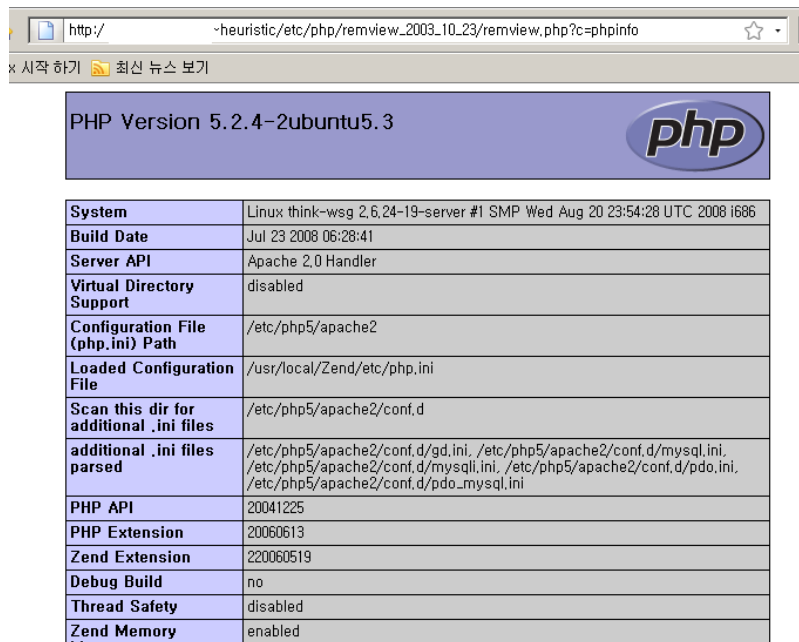 http:/ ~heuristic/etc/php/remview_2003_10_23/remview.php?c=phpinfo
x 시작 하기 최신 뉴스 보기
PHP Version 5.2.4-2ubuntu5.3
php
System Linux think-wsg 2.6.24-19-server #1 SMP Wed Aug 20 23:54:28 UTC 2008 i686
Build Date Jul 23 2008 06:28:41
Server API Apache 2.0 Handler
Virtual Directory
Support disabled
Configuration File
(php.ini) Path /etc/php5/apache2
Loaded Configuration
File /usr/local/Zend/etc/php.ini
Scan this dir for
additional .ini files /etc/php5/apache2/conf.d
additional .ini files
parsed /etc/php5/apache2/conf.d/gd.ini, /etc/php5/apache2/conf.d/mysql.ini,
/etc/php5/apache2/conf.d/mysqli.ini, /etc/php5/apache2/conf.d/pdo.ini,
/etc/php5/apache2/conf.d/pdo_mysql.ini
PHP API 20041225
PHP Extension 20060613
Zend Extension 220060519
Debug Build no
Thread Safety disabled
Zend Memory enabled